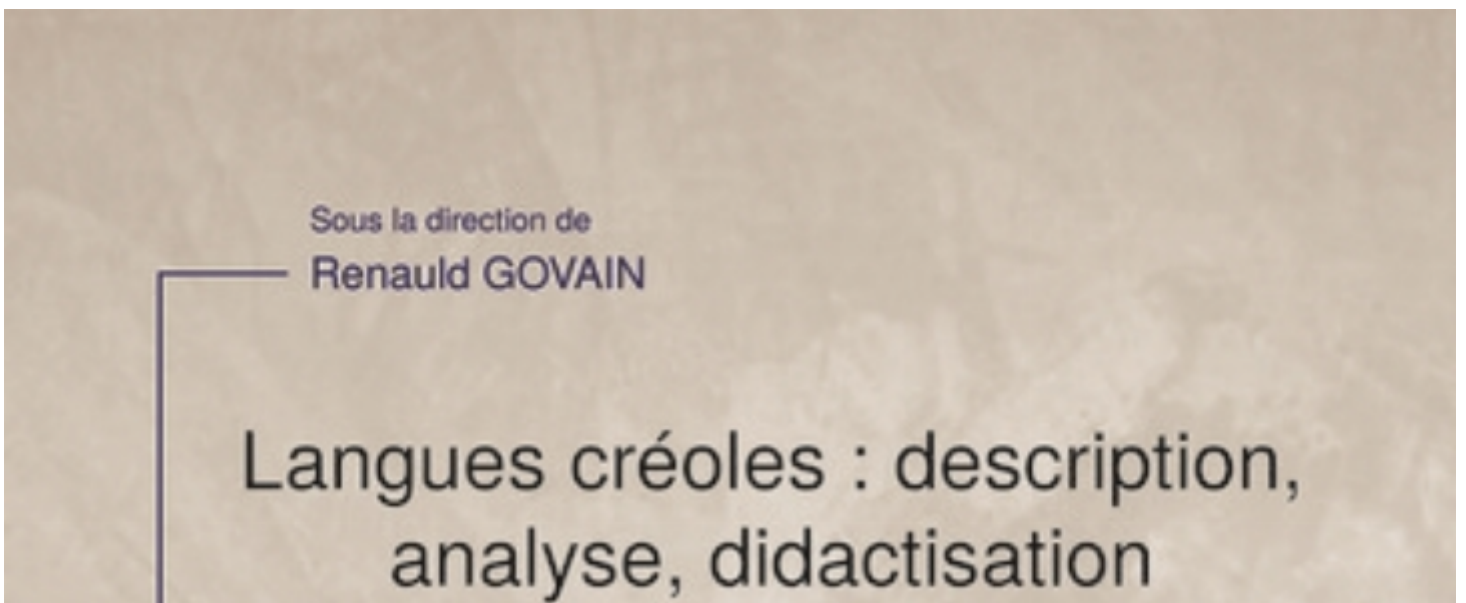 Sous la direction de
Renauld GOVAIN
Langues créoles : description,
analyse, didactisation